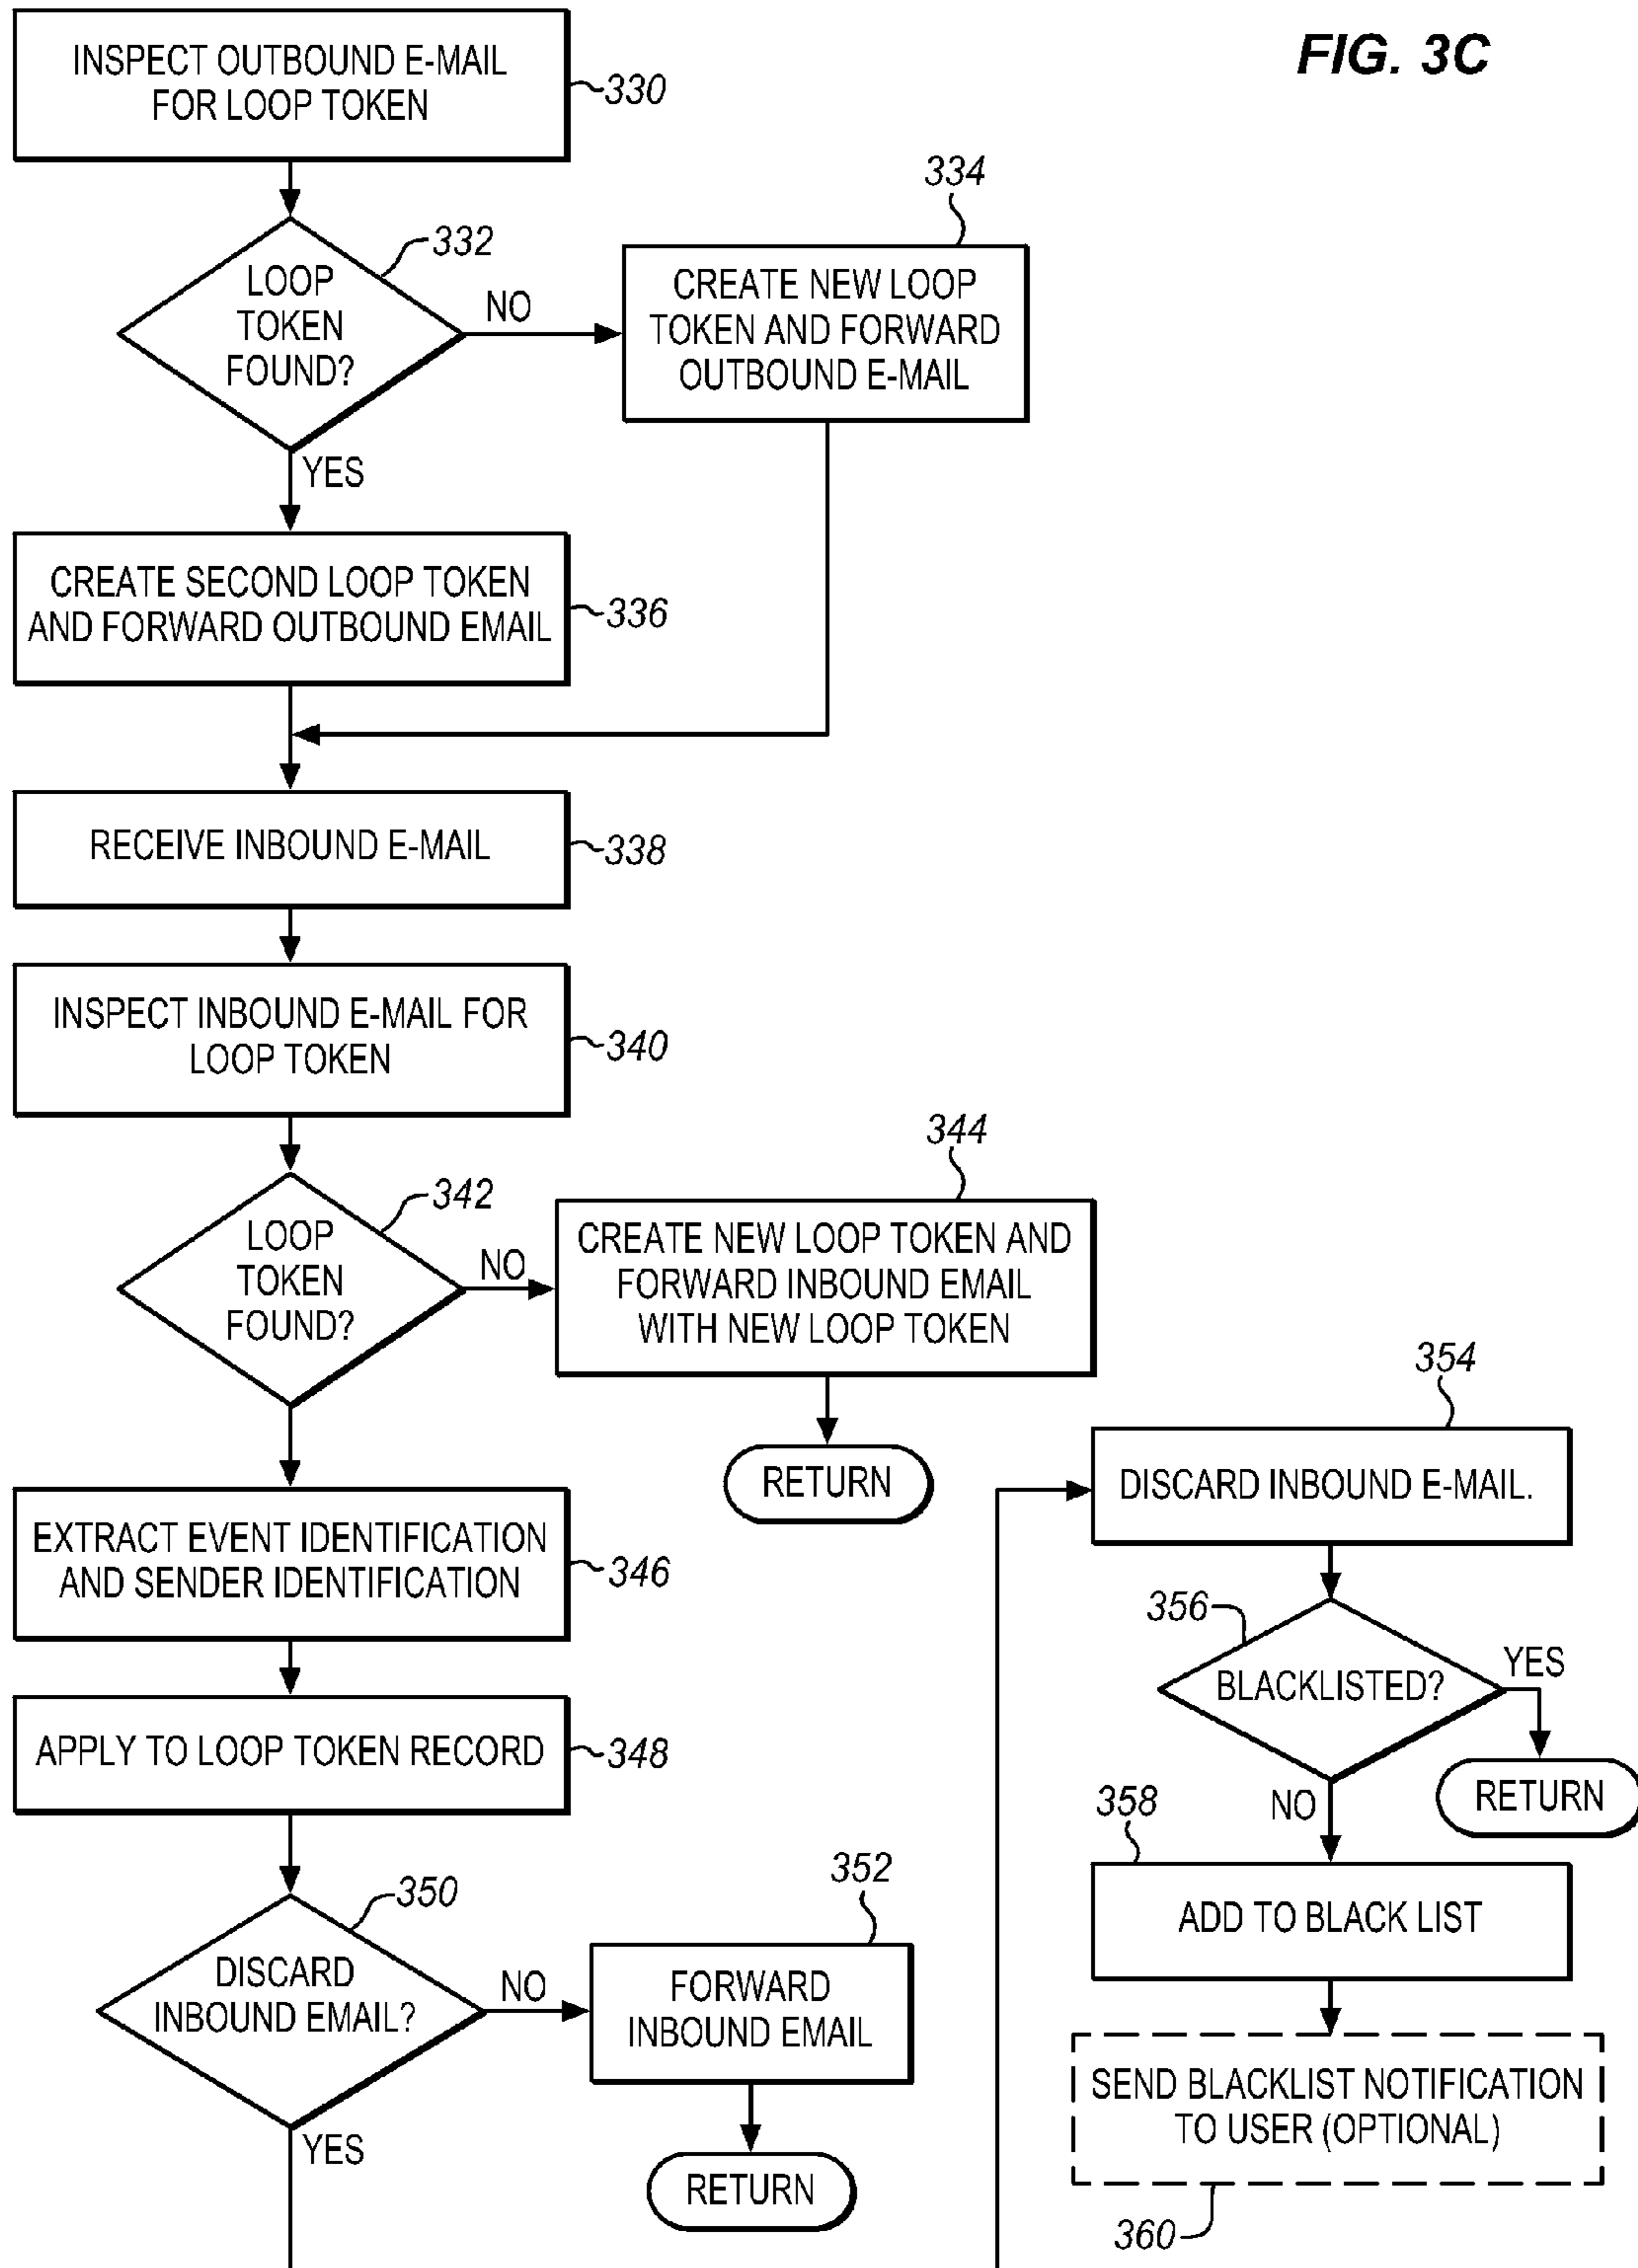 FIG. 3C
INSPECT OUTBOUND E-MAIL
FOR LOOP TOKEN
330
332
LOOP
TOKEN
FOUND?
NO
334
CREATE NEW LOOP
TOKEN AND FORWARD
OUTBOUND E-MAIL
YES
CREATE SECOND LOOP TOKEN
AND FORWARD OUTBOUND EMAIL
336
RECEIVE INBOUND E-MAIL
338
INSPECT INBOUND E-MAIL FOR
LOOP TOKEN
340
342
LOOP
TOKEN
FOUND?
NO
344
CREATE NEW LOOP TOKEN AND
FORWARD INBOUND EMAIL
WITH NEW LOOP TOKEN
RETURN
EXTRACT EVENT IDENTIFICATION
AND SENDER IDENTIFICATION
346
APPLY TO LOOP TOKEN RECORD
348
350
DISCARD
INBOUND EMAIL?
NO
352
FORWARD
INBOUND EMAIL
RETURN
YES
354
DISCARD INBOUND E-MAIL.
356
BLACKLISTED?
YES
RETURN
NO
358
ADD TO BLACK LIST
SEND BLACKLIST NOTIFICATION
TO USER (OPTIONAL)
360